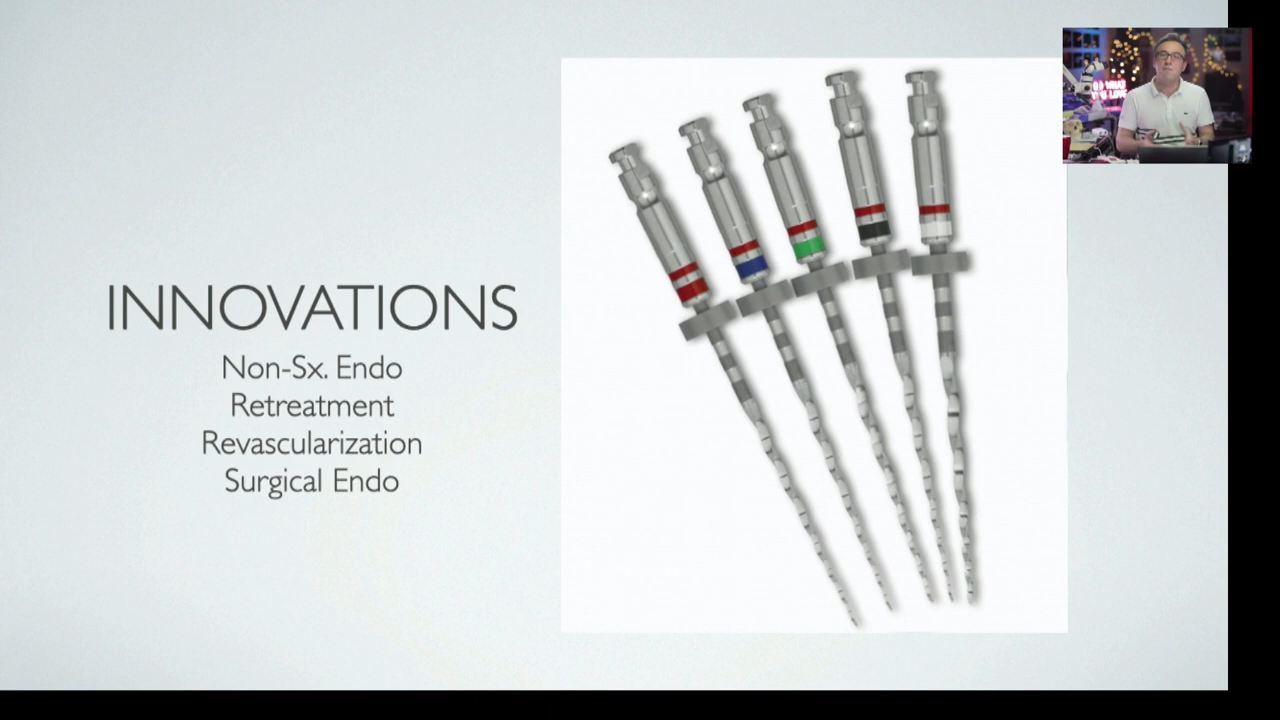 INNOVATIONS
Non-Sx. Endo
Retreatment
Revascularization
Surgical Endo